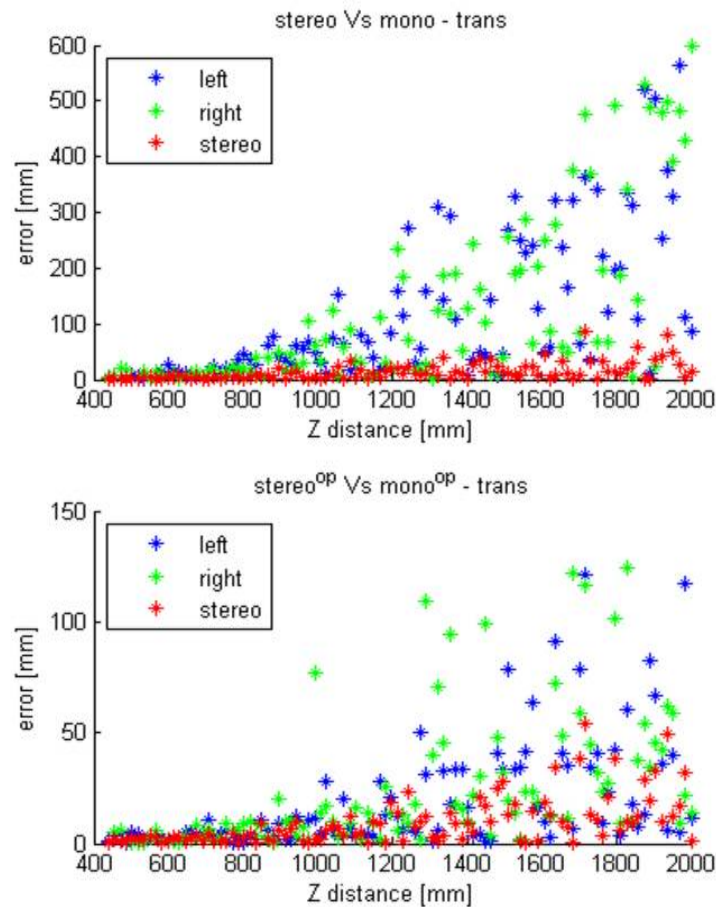 stereo Vs mono - trans
600
500
400
300
200
100
0
error [mm]
left
right
stereo
400 600 800 1000 1200 1400 1600 1800 2000
Z distance [mm]
stereo^op Vs mono^op - trans
150
100
50
0
error [mm]
left
right
stereo
400 600 800 1000 1200 1400 1600 1800 2000
Z distance [mm]